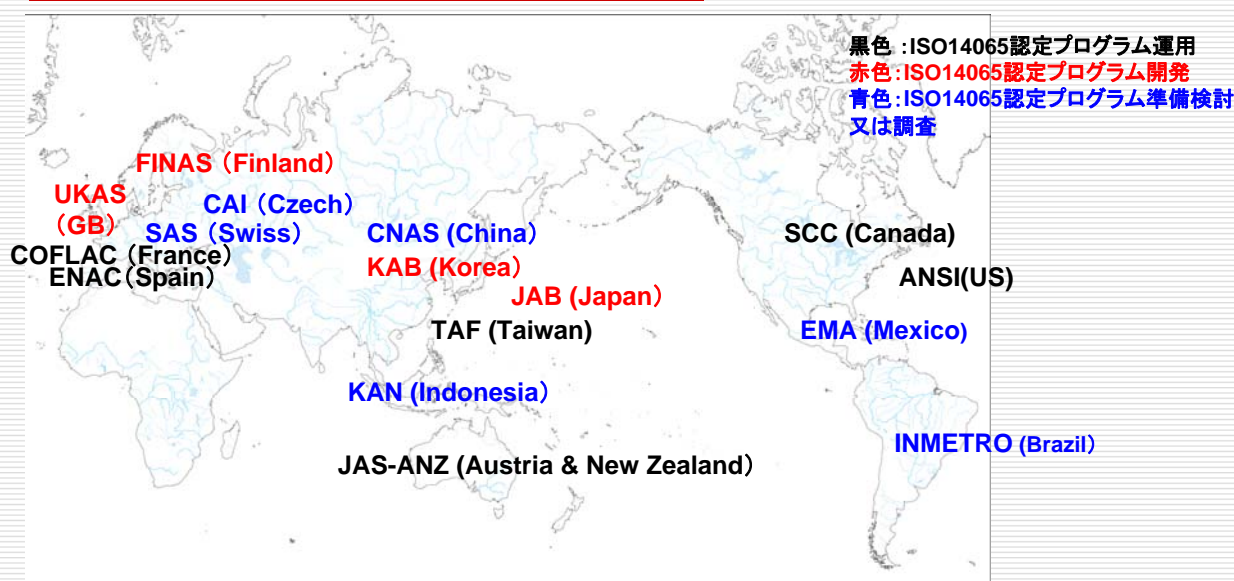 黒色 :ISO14065認定プログラム運用
赤色:ISO14065認定プログラム開発
青色:ISO14065認定プログラム準備検討
又は調査
FINAS（Finland）
UKAS
（GB）
CAI（Czech）
SAS（Swiss）
CNAS (China）
SCC (Canada）
COFLAC（France）
KAB (Korea）
ENAC（Spain）
ANSI(US)
JAB (Japan）
TAF (Taiwan)
EMA (Mexico)
KAN (Indonesia）
INMETRO (Brazil）
JAS-ANZ (Austria & New Zealand）